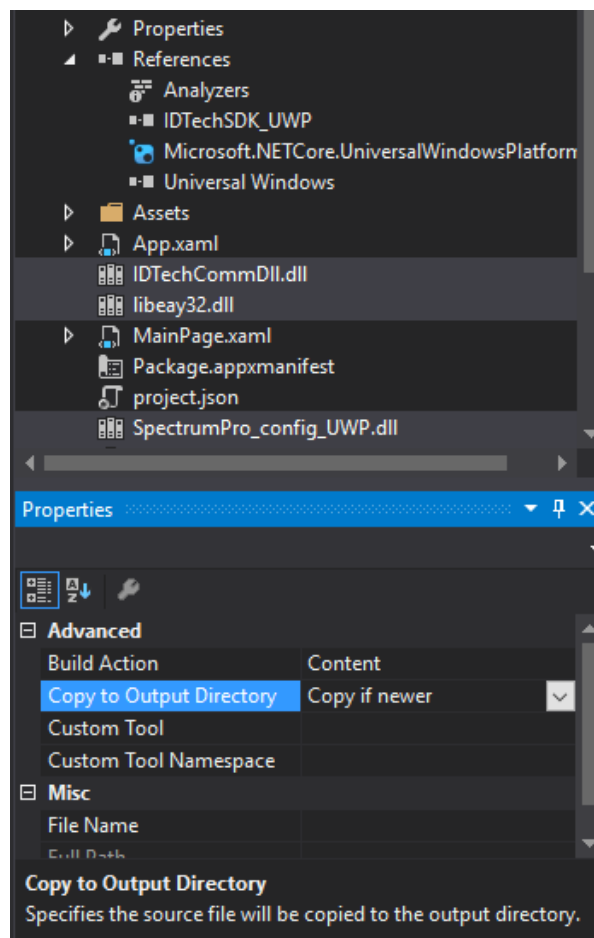 Properties
References
Analyzers
IDTechSDK_UWP
Microsoft.NETCore.UniversalWindowsPlatform
Universal Windows
Assets
App.xaml
IDTechCommDll.dll
libeay32.dll
MainPage.xaml
Package.appxmanifest
project.json
SpectrumPro_config_UWP.dll
Properties
Advanced
Build Action Content
Copy to Output Directory Copy if newer
Custom Tool
Custom Tool Namespace
Misc
File Name
Full Path
Copy to Output Directory
Specifies the source file will be copied to the output directory.